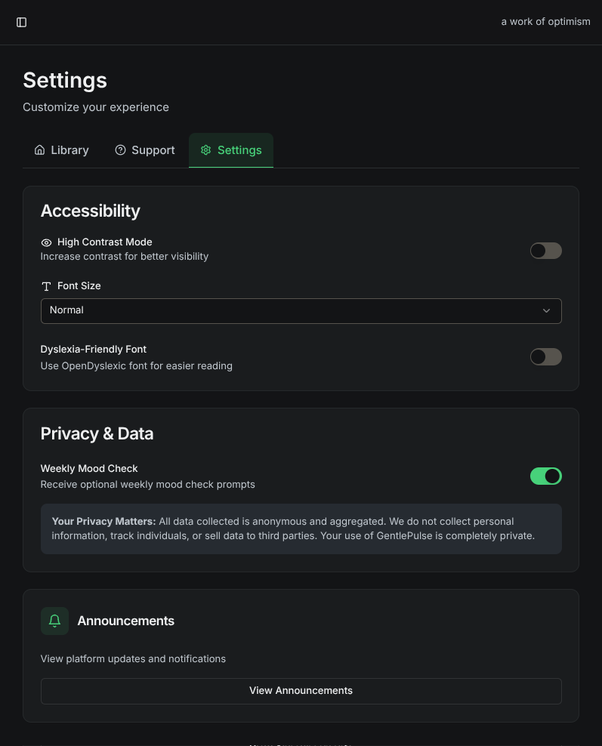 a work of optimism
Settings
Customize your experience
Library
Support
Settings
Accessibility
High Contrast Mode
Increase contrast for better visibility
Font Size
Normal
Dyslexia-Friendly Font
Use OpenDyslexic font for easier reading
Privacy & Data
Weekly Mood Check
Receive optional weekly mood check prompts
Your Privacy Matters: All data collected is anonymous and aggregated. We do not collect personal
information, track individuals, or sell data to third parties. Your use of GentlePulse is completely private.
Announcements
View platform updates and notifications
View Announcements